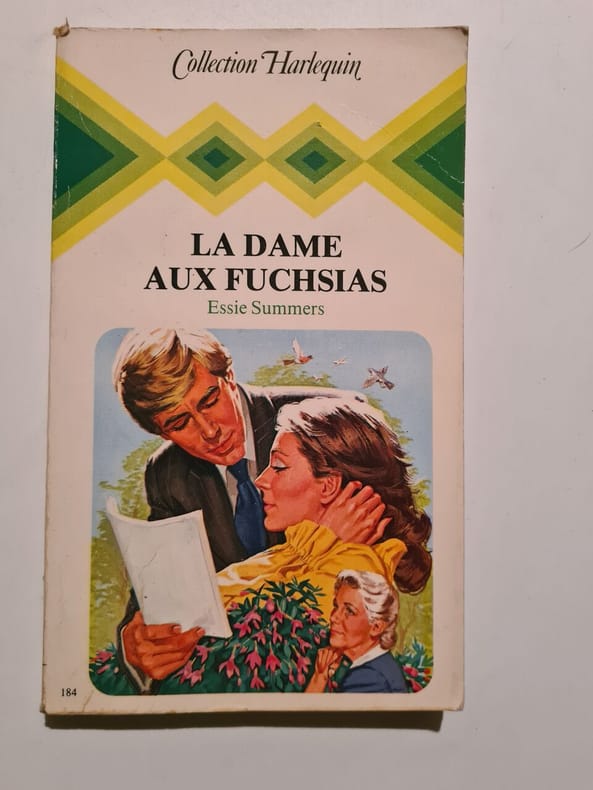 Collection Harlequin
LA DAME
AUX FUCHSIAS
Essie Summers
184